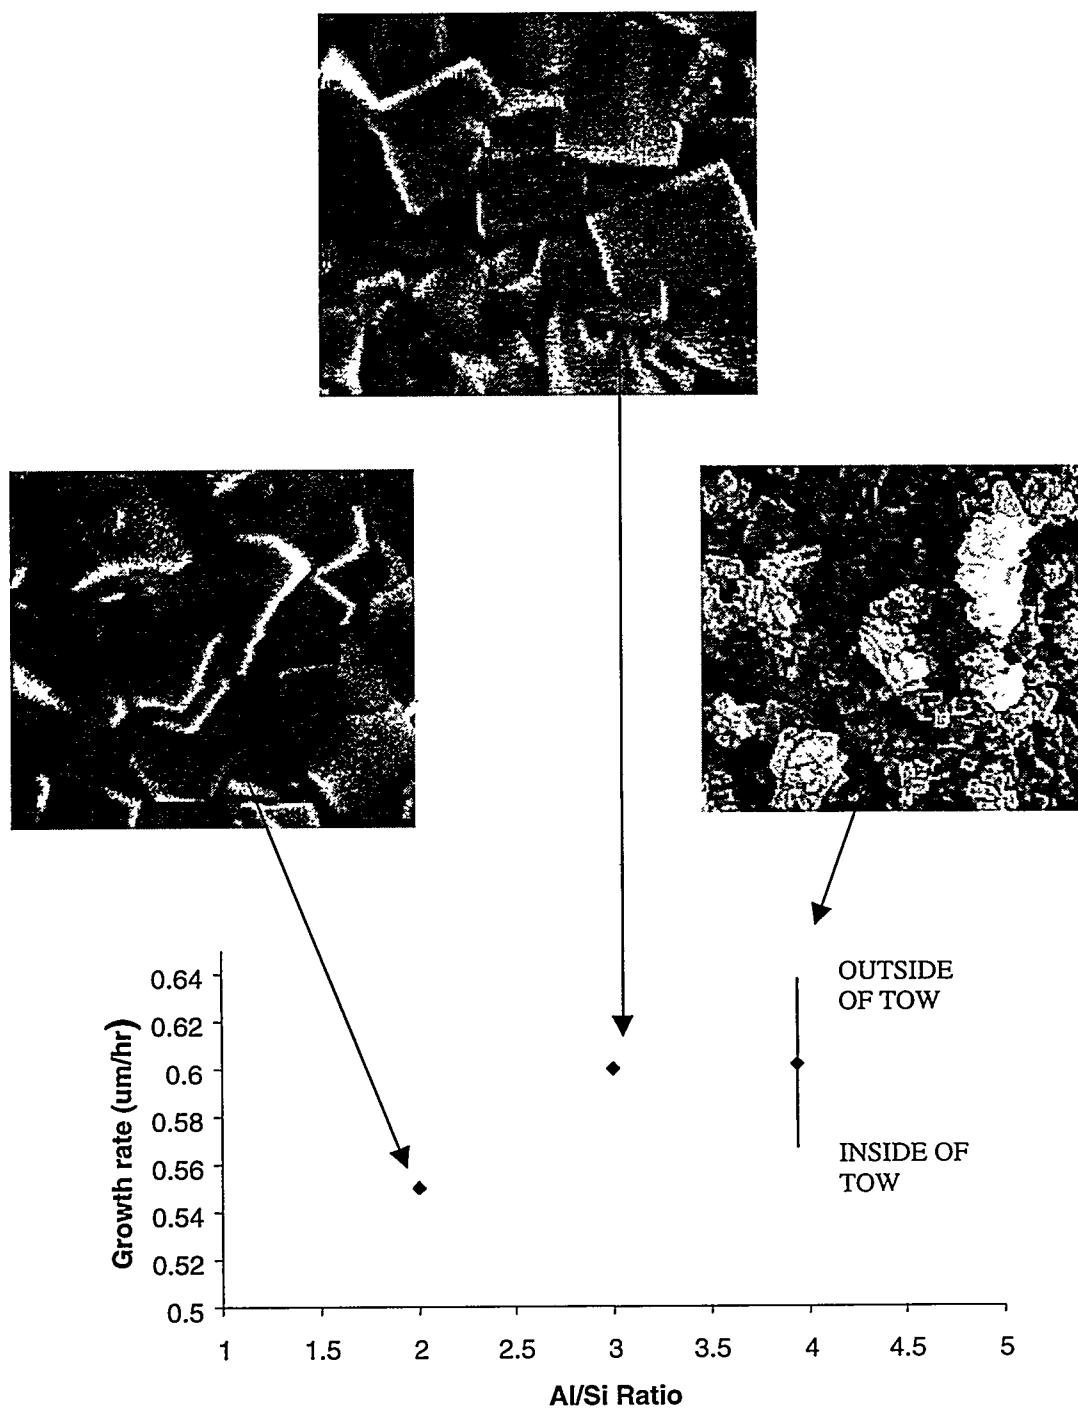 0.64
0.62
0.6
0.58
0.56
0.54
0.52
0.5
Growth rate (um/hr)
OUTSIDE
OF TOW
INSIDE OF
TOW
1 1.5 2 2.5 3 3.5 4 4.5 5
Al/Si Ratio